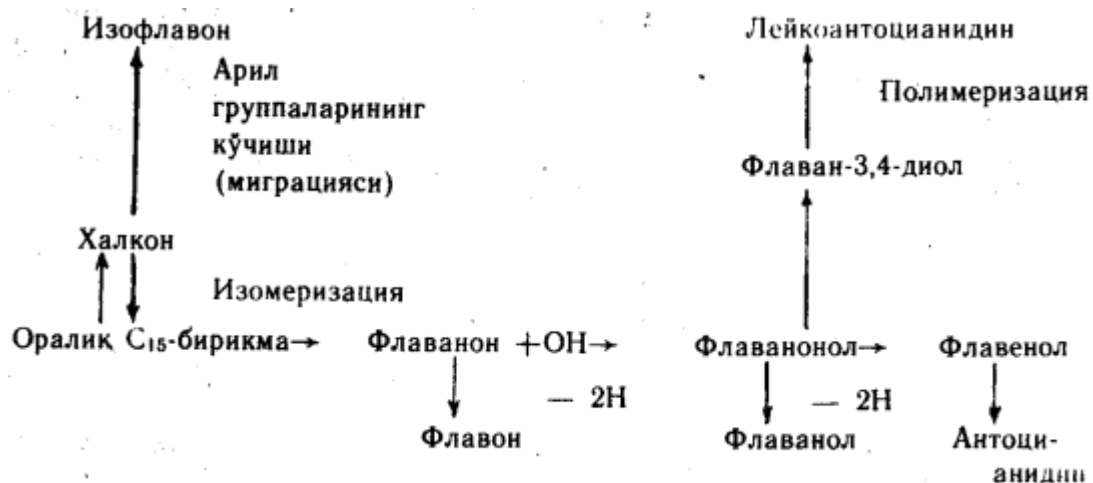 Изофлавон
Лейкоантоцианидин
Арил
группаларининг
кўчиши
(миграцияси)
Полимеризация
Флаван-3,4-диол
Халкон
Изомеризация
Оралик C₁₅-бирикма→ Флаванон +ОН→ Флаванонол→ Флавенол
— 2Н — 2Н
Флавон Флаванол Антоци-
анидин